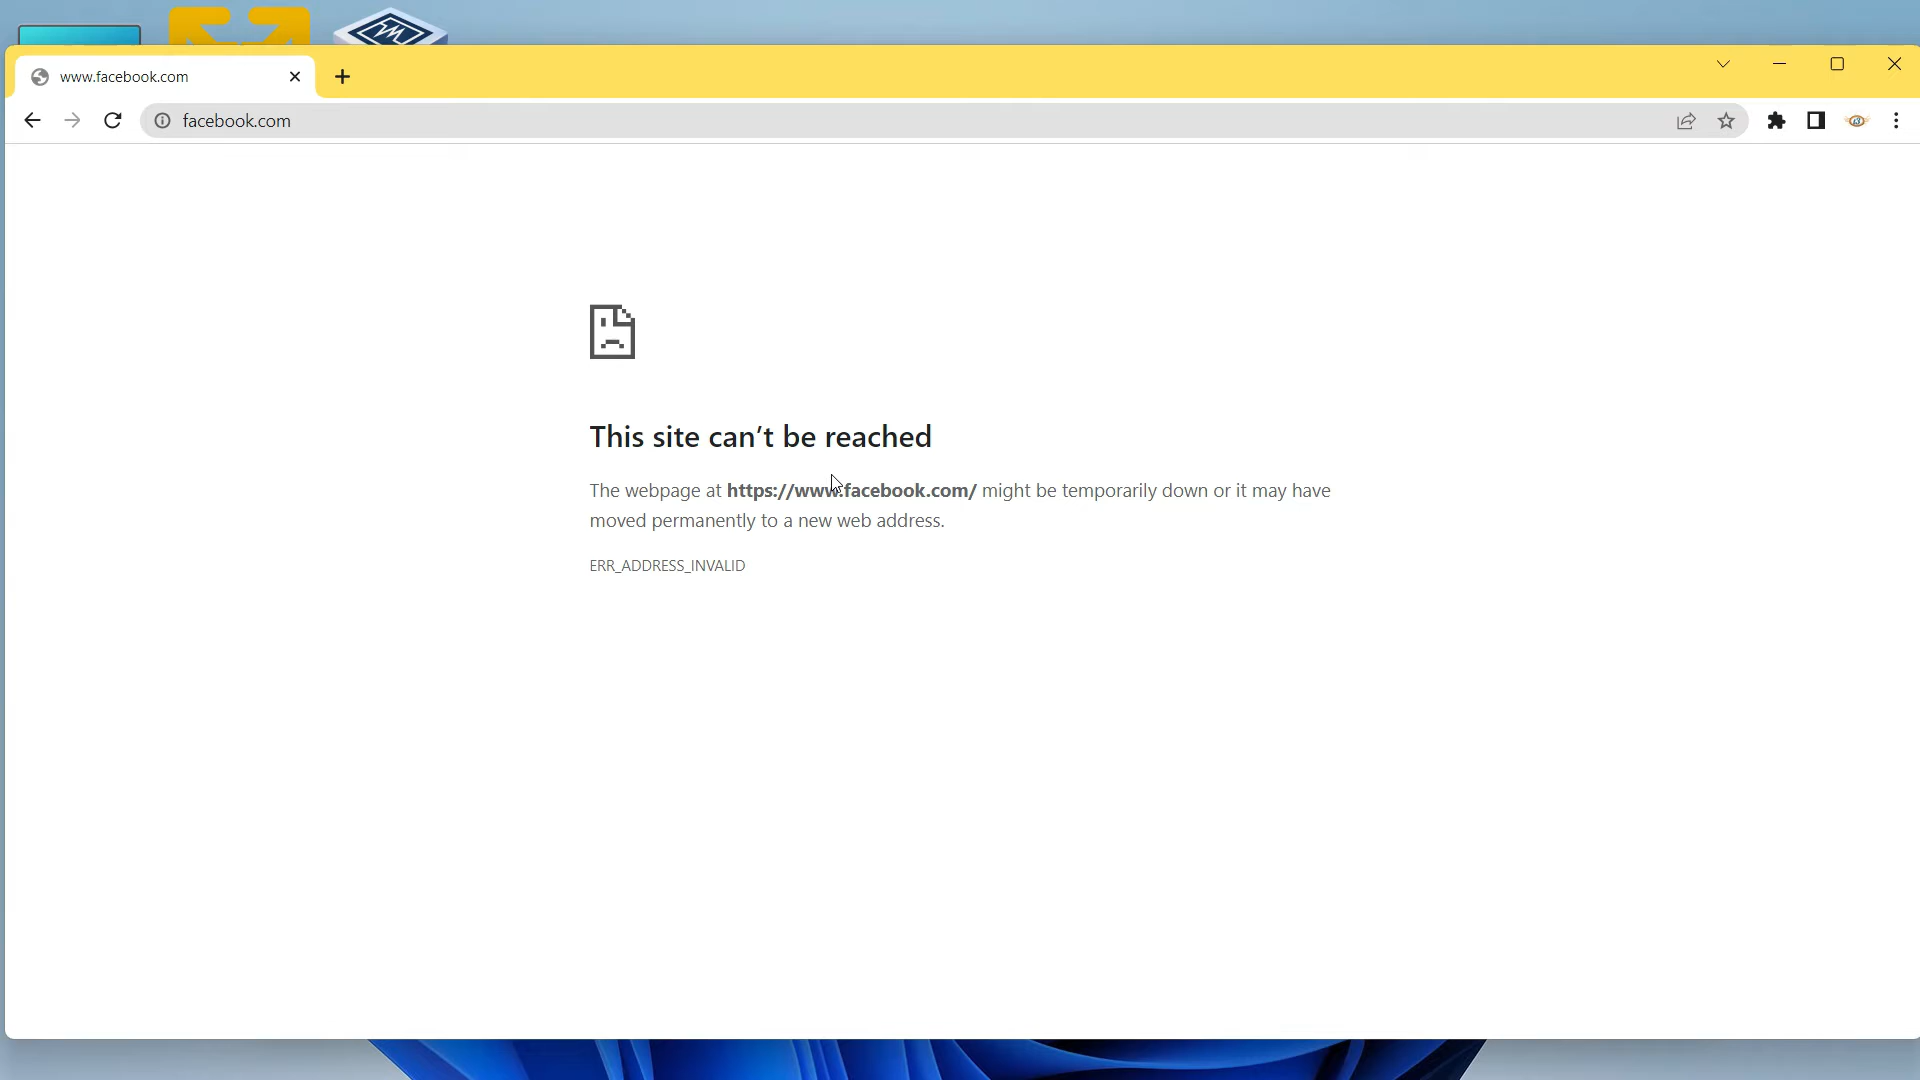 www.facebook.com
facebook.com
This site can’t be reached
The webpage at https://www.facebook.com/ might be temporarily down or it may have
moved permanently to a new web address.
ERR_ADDRESS_INVALID